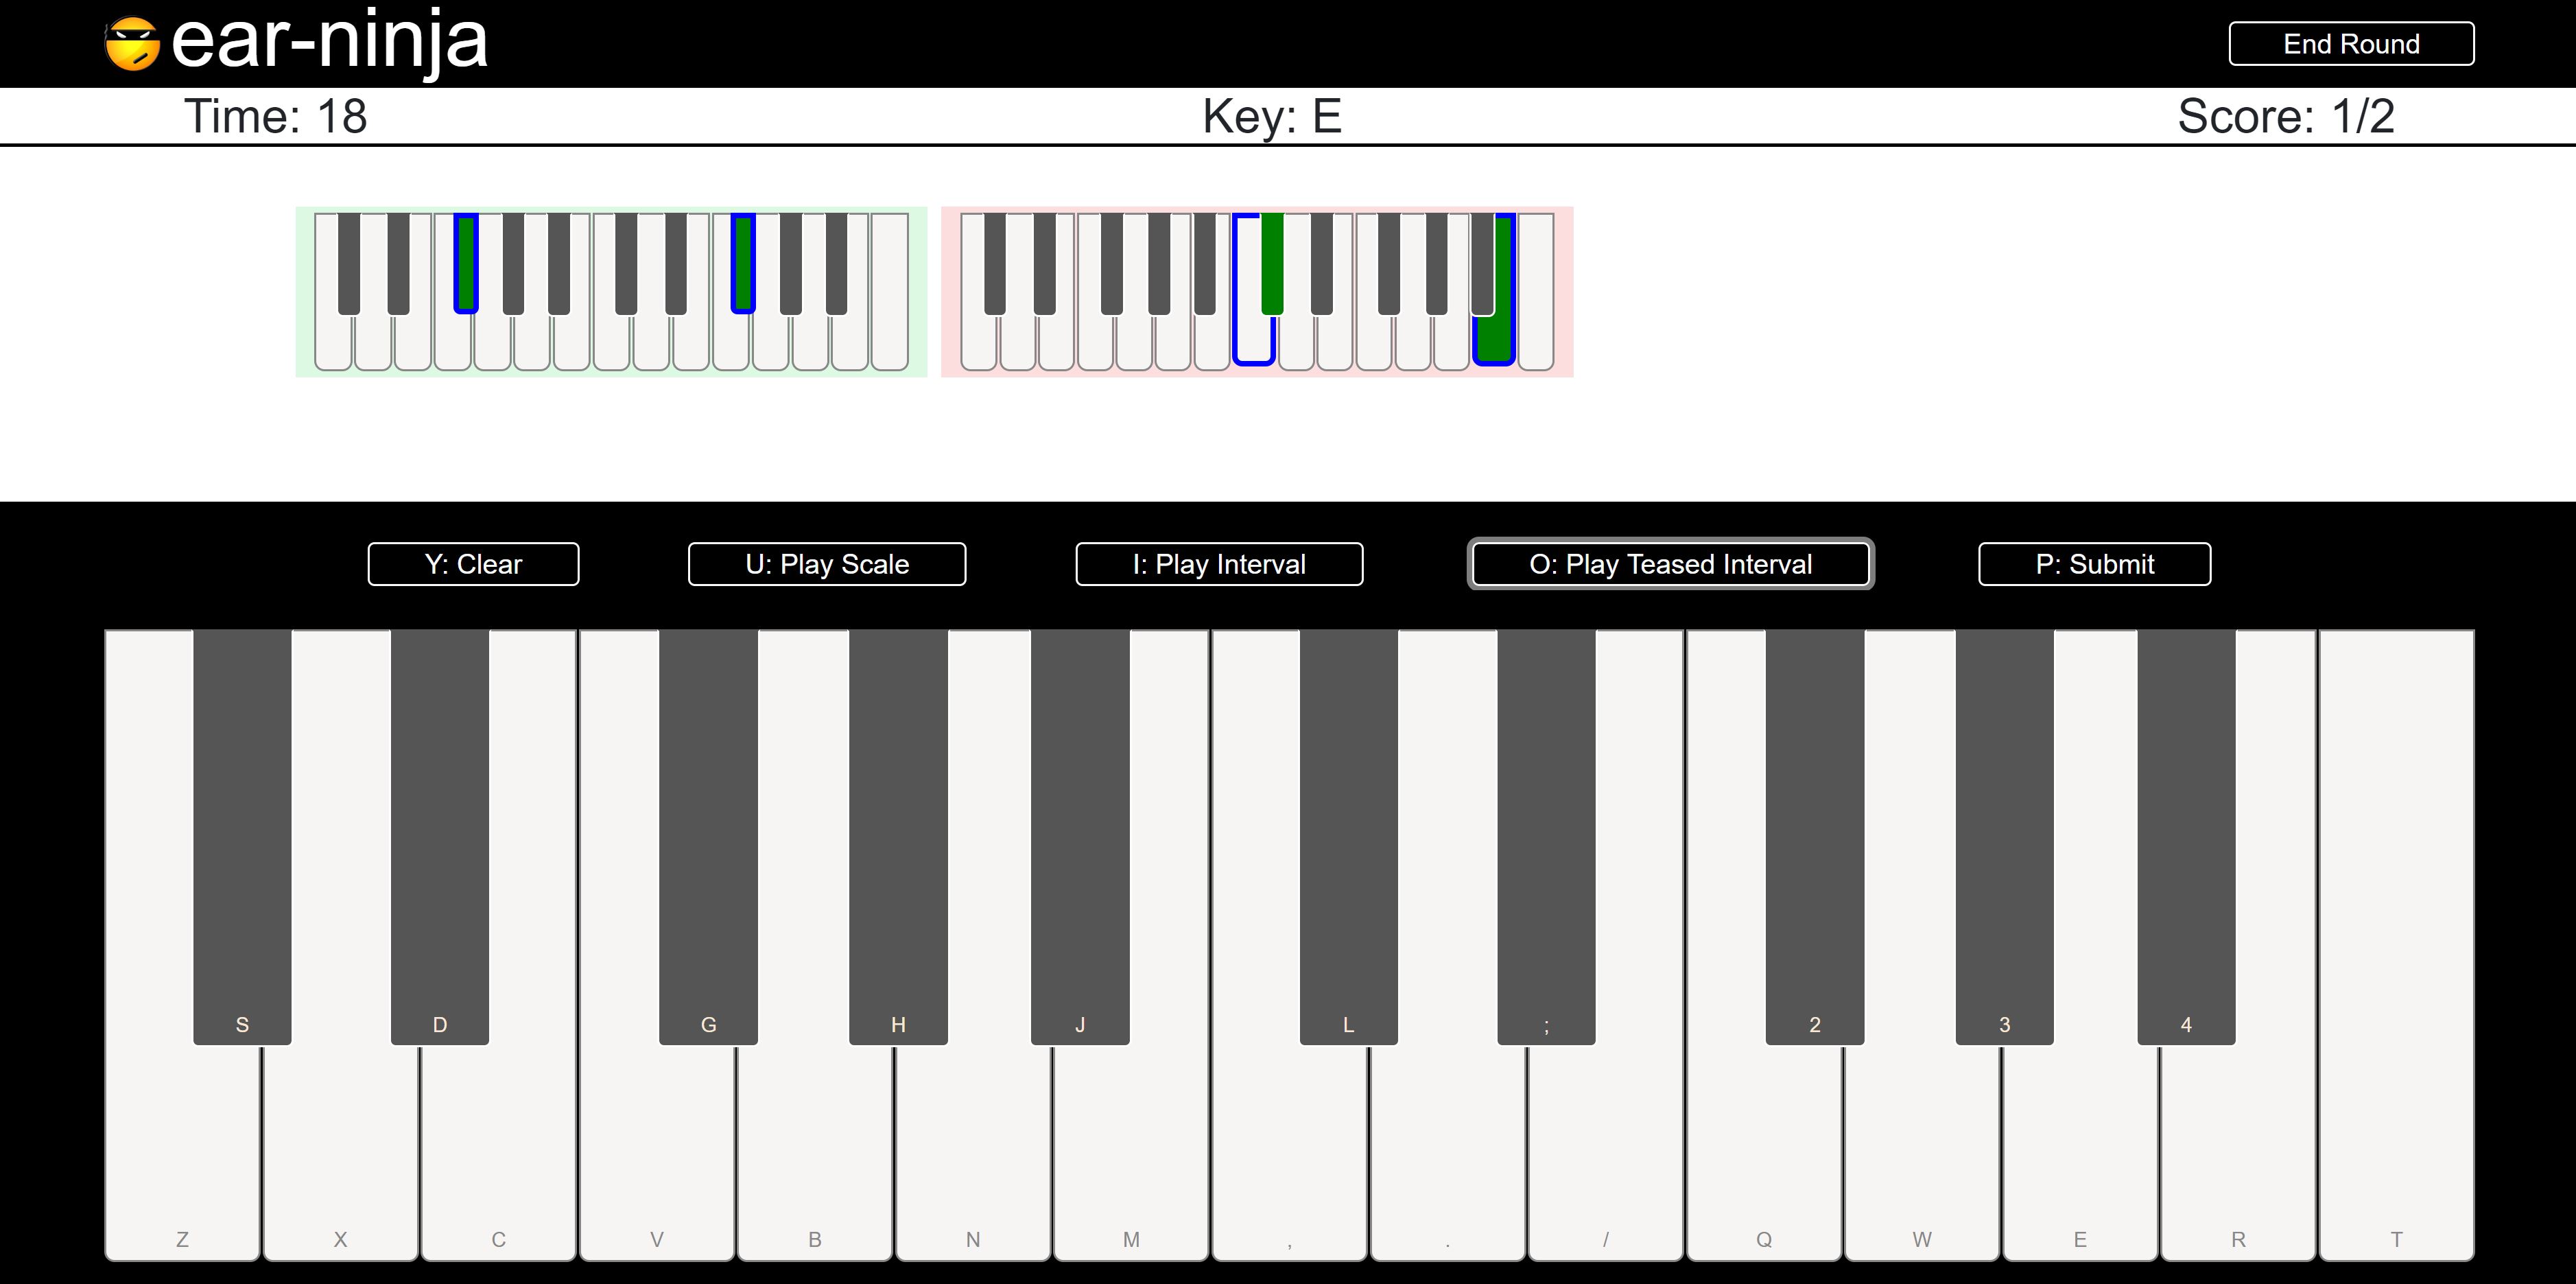 ear-ninja
End Round
Time: 18
Key: E
Score: 1/2
Y: Clear
U: Play Scale
I: Play Interval
O: Play Teased Interval
P: Submit
S D G H J L ; 2 3 4
Z X C V B N M , . / Q W E R T